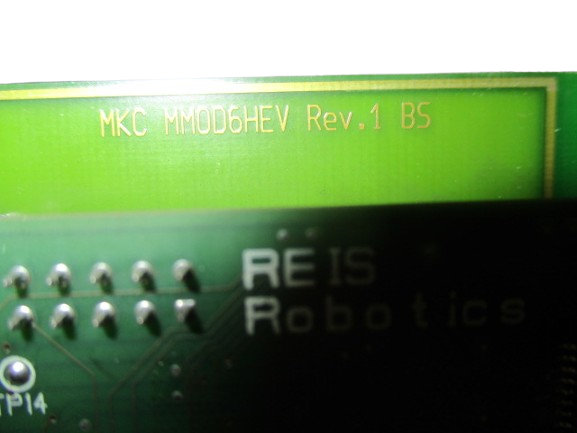 MKC MMOD6HEV Rev.1 BS
REIS
Robotics
TP14